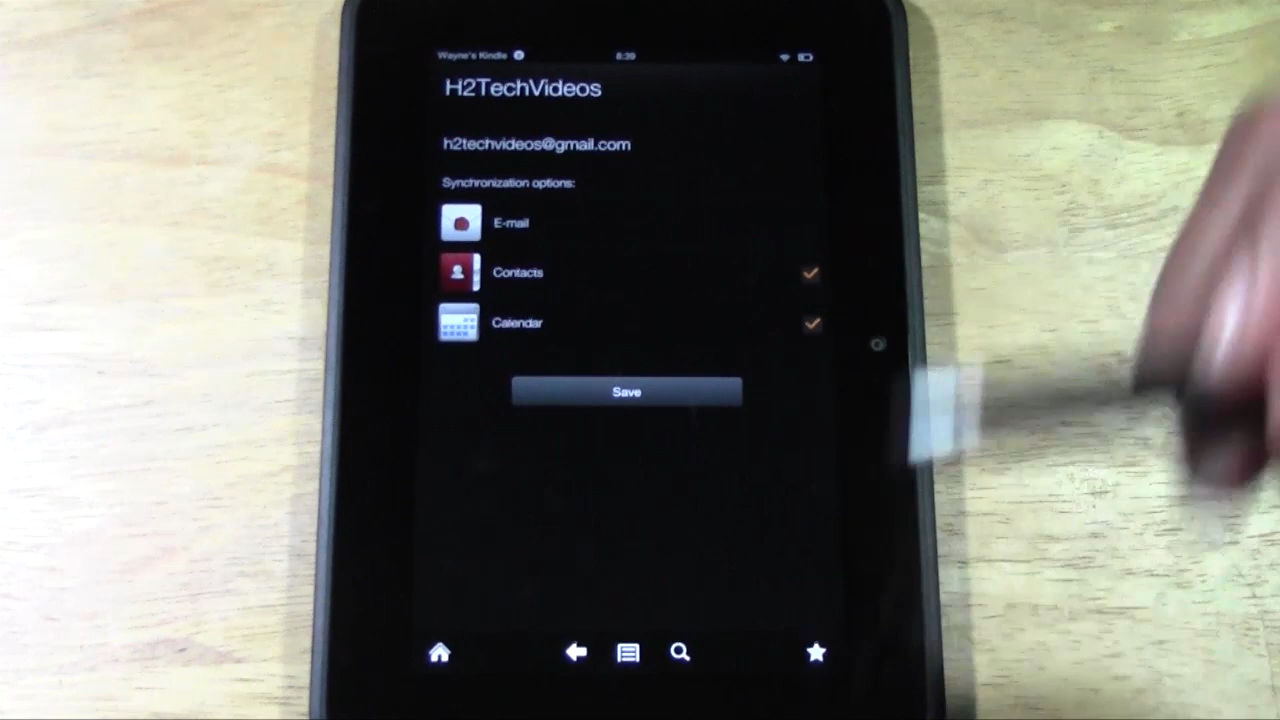 Wayne's Kindle 8:39
H2TechVideos
h2techvideos@gmail.com
Synchronization options:
E-mail
Contacts
Calendar
Save